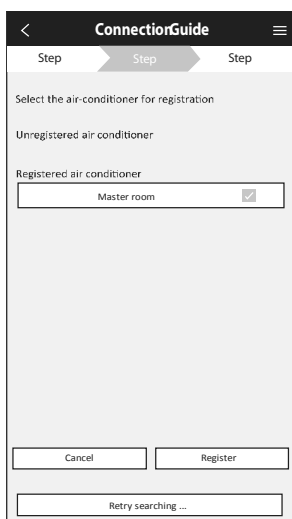 ConnectionGuide
Step Step Step
Select the air-conditioner for registration
Unregistered air conditioner
Registered air conditioner
Master room
Cancel Register
Retry searching ...